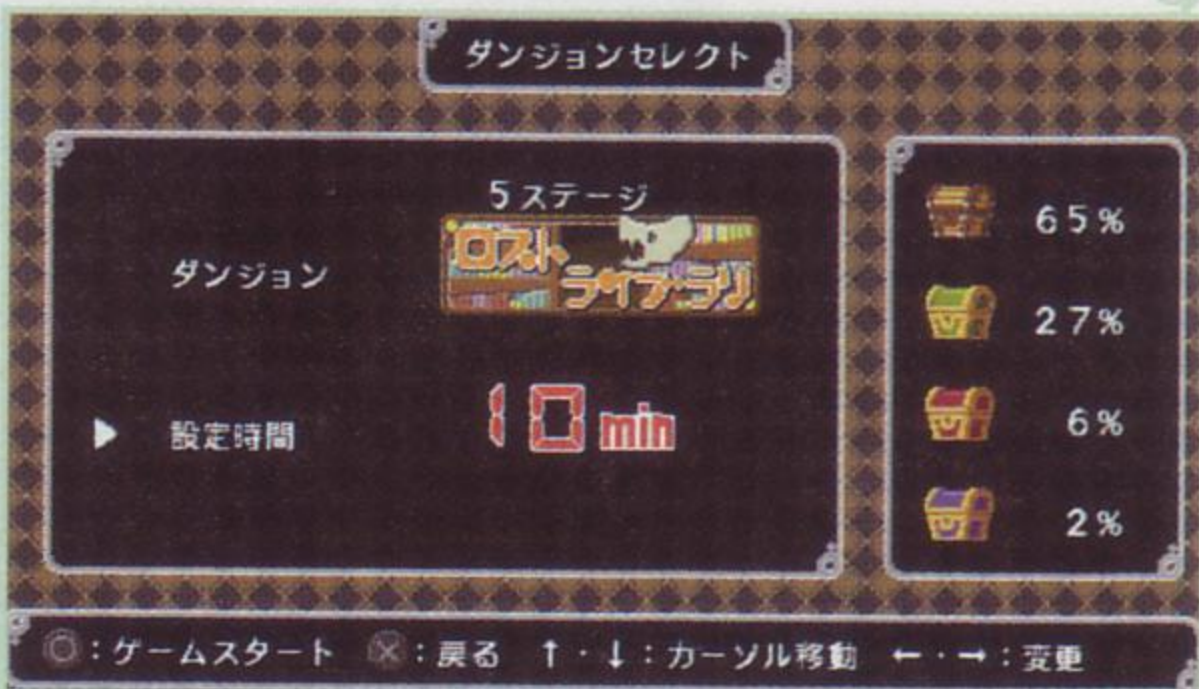 ダンジョンセレクト
5ステージ
ダンジョン
ロスト
ライブラリ
設定時間
10min
65%
27%
6%
2%
○:ゲームスタート ×:戻る ↑・↓:カーソル移動 ←・→:変更